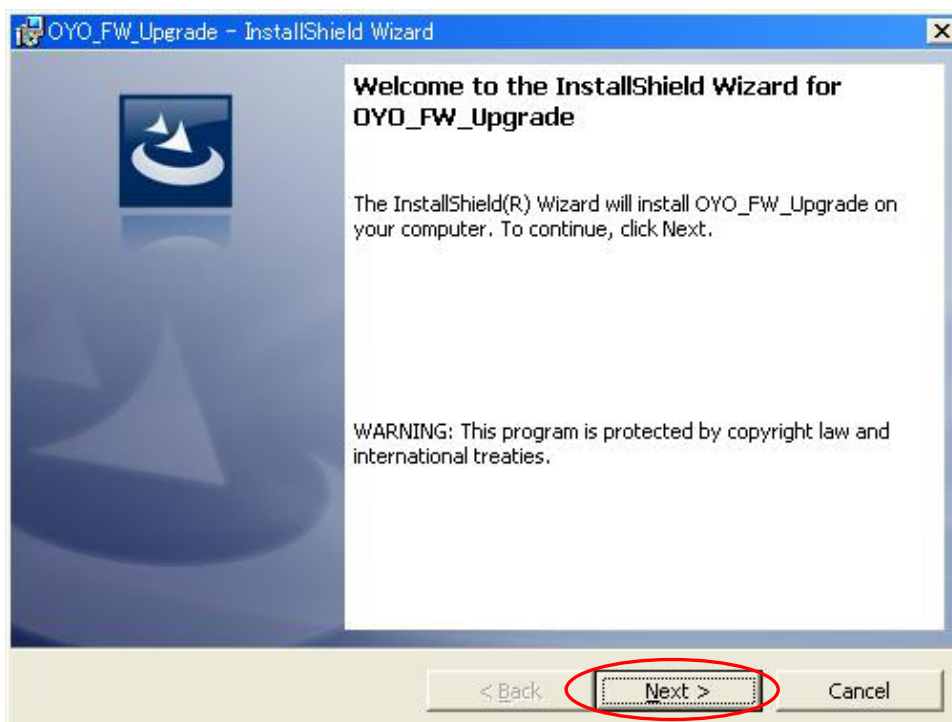 OYO_FW_Upgrade - InstallShield Wizard
Welcome to the InstallShield Wizard for
OYO_FW_Upgrade
The InstallShield(R) Wizard will install OYO_FW_Upgrade on
your computer. To continue, click Next.
WARNING: This program is protected by copyright law and
international treaties.
< Back
Next >
Cancel